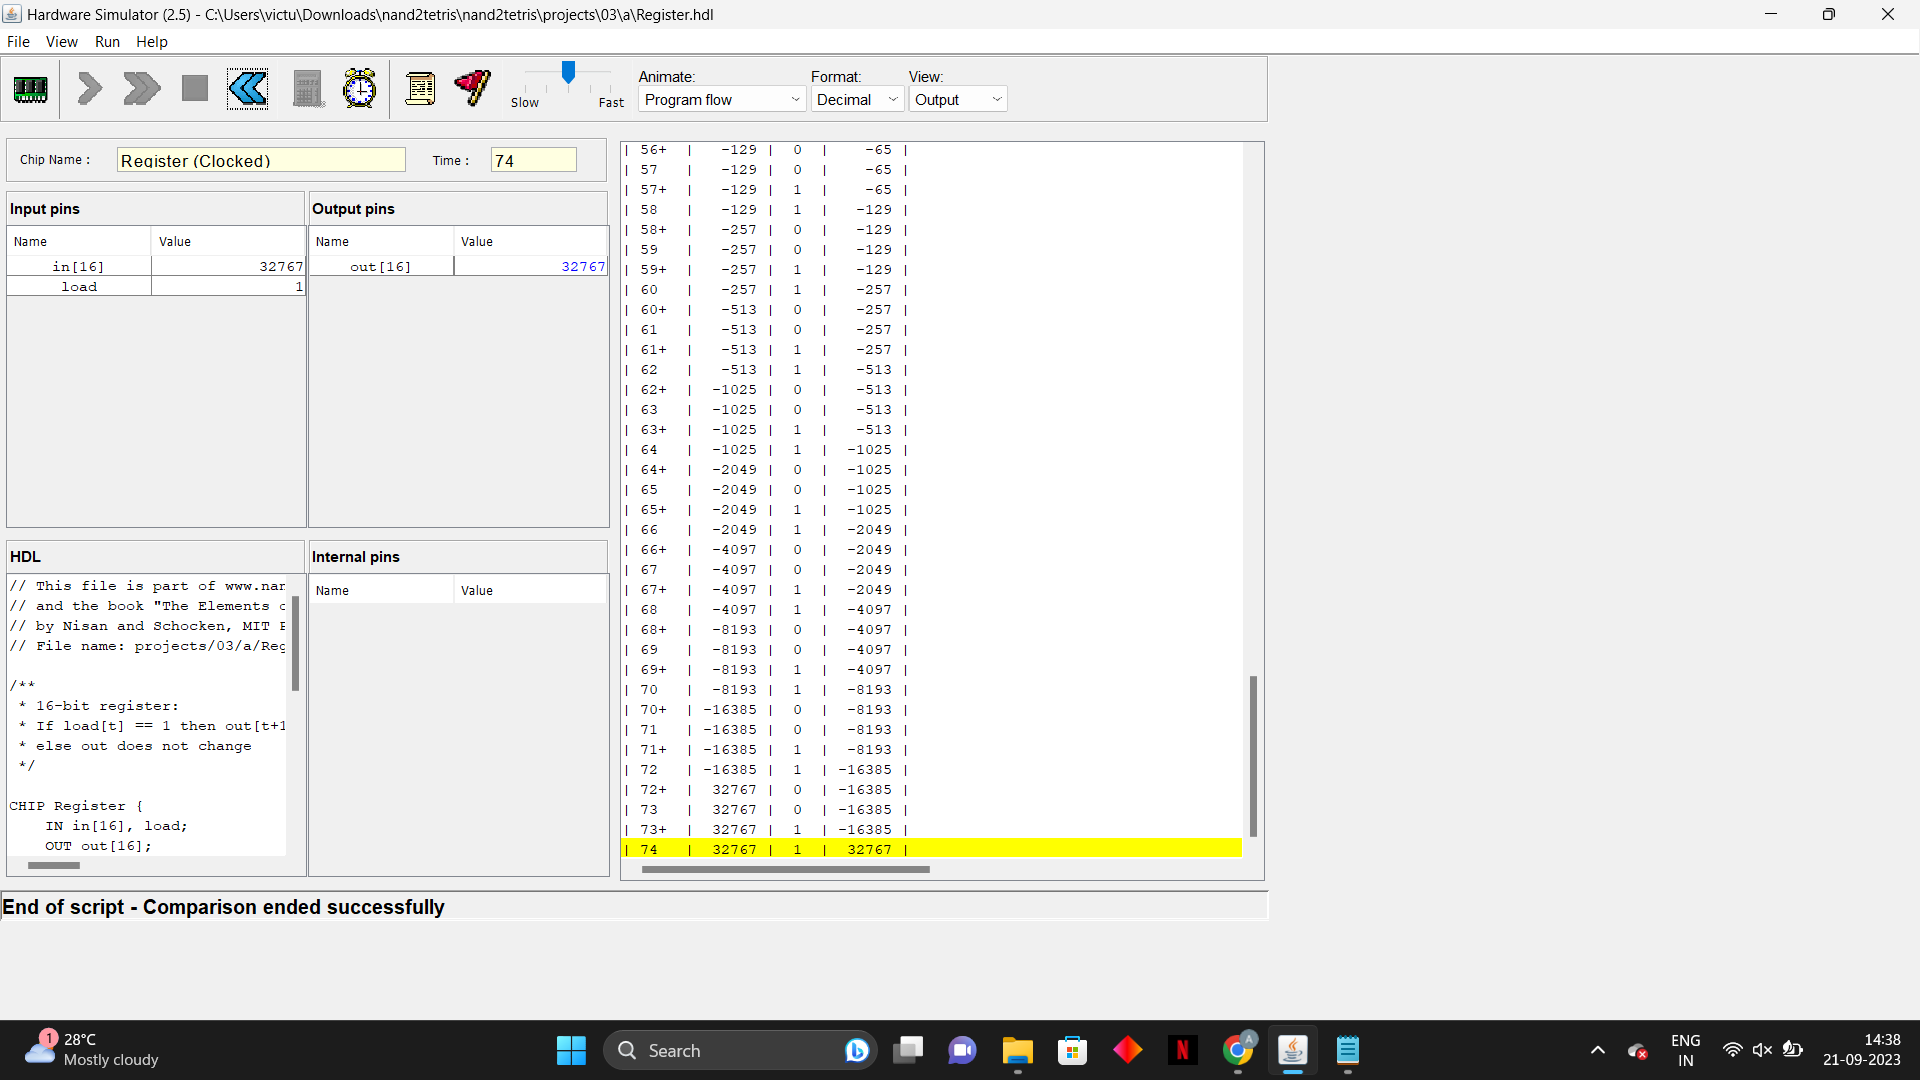 Hardware Simulator (2.5) - C:\Users\victu\Downloads\nand2tetris\nand2tetris\projects\03\a\Register.hdl
File View Run Help
Slow Fast
Animate: Format: View:
Program flow Decimal Output
Chip Name : Register (Clocked) Time : 74
Input pins
Name Value
in[16] 32767
load 1
Output pins
Name Value
out[16] 32767
HDL
// This file is part of www.nan
// and the book "The Elements o
// by Nisan and Schocken, MIT P
// File name: projects/03/a/Reg
/**
* 16-bit register:
* If load[t] == 1 then out[t+1
* else out does not change
*/
CHIP Register {
IN in[16], load;
OUT out[16];
Internal pins
Name Value
| 56+ | -129 | 0 | -65 |
| 57 | -129 | 0 | -65 |
| 57+ | -129 | 1 | -65 |
| 58 | -129 | 1 | -129 |
| 58+ | -257 | 0 | -129 |
| 59 | -257 | 0 | -129 |
| 59+ | -257 | 1 | -129 |
| 60 | -257 | 1 | -257 |
| 60+ | -513 | 0 | -257 |
| 61 | -513 | 0 | -257 |
| 61+ | -513 | 1 | -257 |
| 62 | -513 | 1 | -513 |
| 62+ | -1025 | 0 | -513 |
| 63 | -1025 | 0 | -513 |
| 63+ | -1025 | 1 | -513 |
| 64 | -1025 | 1 | -1025 |
| 64+ | -2049 | 0 | -1025 |
| 65 | -2049 | 0 | -1025 |
| 65+ | -2049 | 1 | -1025 |
| 66 | -2049 | 1 | -2049 |
| 66+ | -4097 | 0 | -2049 |
| 67 | -4097 | 0 | -2049 |
| 67+ | -4097 | 1 | -2049 |
| 68 | -4097 | 1 | -4097 |
| 68+ | -8193 | 0 | -4097 |
| 69 | -8193 | 0 | -4097 |
| 69+ | -8193 | 1 | -4097 |
| 70 | -8193 | 1 | -8193 |
| 70+ | -16385 | 0 | -8193 |
| 71 | -16385 | 0 | -8193 |
| 71+ | -16385 | 1 | -8193 |
| 72 | -16385 | 1 | -16385 |
| 72+ | 32767 | 0 | -16385 |
| 73 | 32767 | 0 | -16385 |
| 73+ | 32767 | 1 | -16385 |
| 74 | 32767 | 1 | 32767 |
End of script - Comparison ended successfully
1
28°C
Mostly cloudy
Search
A
N
ENG
IN
14:38
21-09-2023